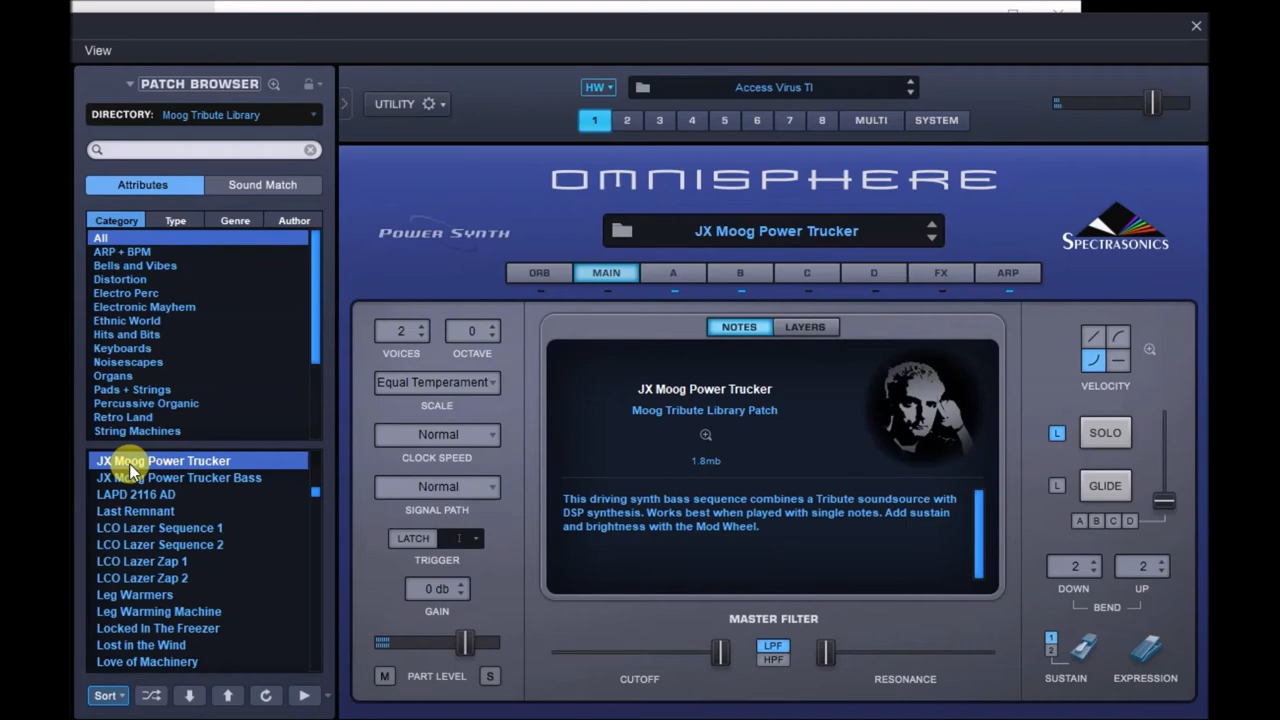 View
PATCH BROWSER
DIRECTORY: Moog Tribute Library
Attributes
Sound Match
Category
Type
Genre
Author
All
ARP + BPM
Bells and Vibes
Distortion
Electro Perc
Electronic Mayhem
Ethnic World
Hits and Bits
Keyboards
Noisescapes
Organs
Pads + Strings
Percussive Organic
Retro Land
String Machines
JX Moog Power Trucker
JX Moog Power Trucker Bass
LAPD 2116 AD
Last Remnant
LCO Lazer Sequence 1
LCO Lazer Sequence 2
LCO Lazer Zap 1
LCO Lazer Zap 2
Leg Warmers
Leg Warming Machine
Locked In The Freezer
Lost in the Wind
Love of Machinery
Sort
UTILITY
HW
Access Virus TI
1 2 3 4 5 6 7 8 MULTI SYSTEM
OMNISPHERE
POWER SYNTH
JX Moog Power Trucker
SPECTRASONICS
ORB MAIN A B C D FX ARP
2
VOICES
0
OCTAVE
Equal Temperament
SCALE
Normal
CLOCK SPEED
Normal
SIGNAL PATH
LATCH
TRIGGER
0 db
GAIN
M PART LEVEL S
NOTES
LAYERS
JX Moog Power Trucker
Moog Tribute Library Patch
1.8mb
This driving synth bass sequence combines a Tribute soundsource with
DSP synthesis. Works best when played with single notes. Add sustain
and brightness with the Mod Wheel.
MASTER FILTER
LPF
HPF
CUTOFF
RESONANCE
VELOCITY
L SOLO
L GLIDE
A B C D
2
DOWN
2
UP
BEND
1
2
SUSTAIN
EXPRESSION